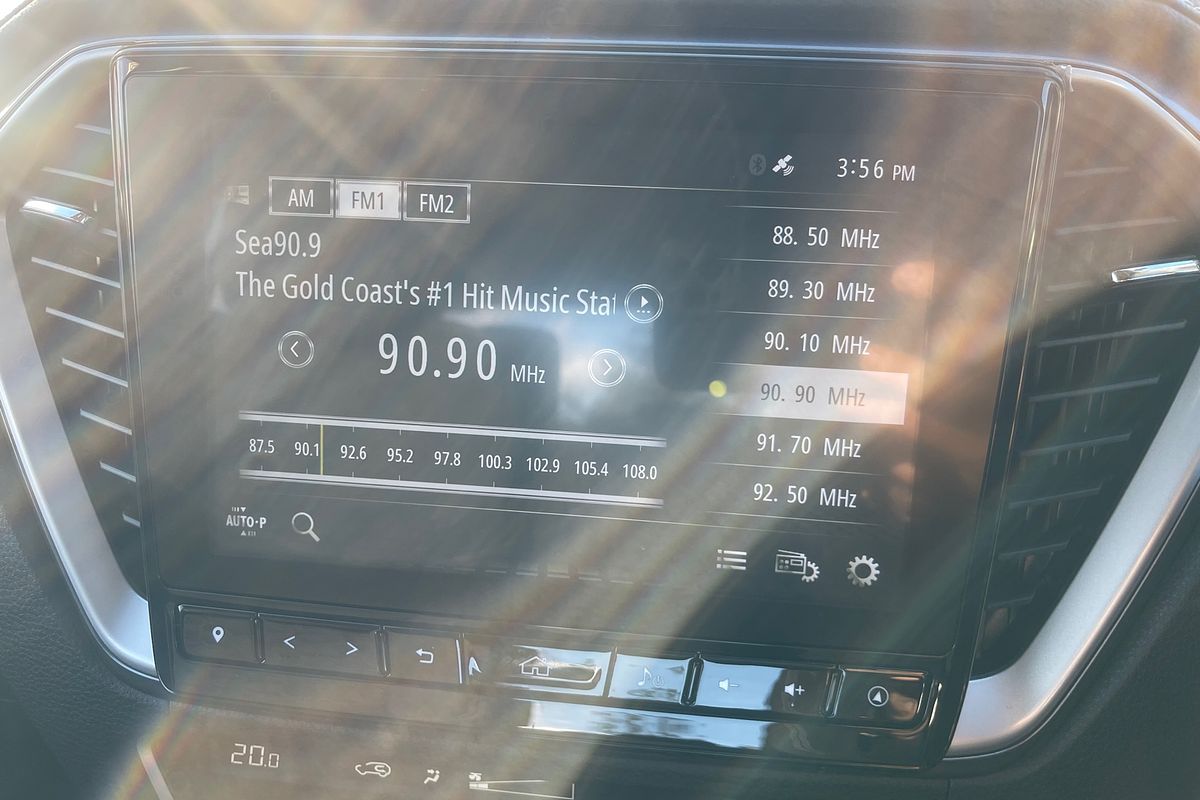 3:56 PM
AM FM1 FM2
Sea90.9
The Gold Coast's #1 Hit Music Sta
90.90 MHz
87.5 90.1 92.6 95.2 97.8 100.3 102.9 105.4 108.0
AUTO-P
88. 50 MHz
89. 30 MHz
90. 10 MHz
90. 90 MHz
91. 70 MHz
92. 50 MHz
20.0